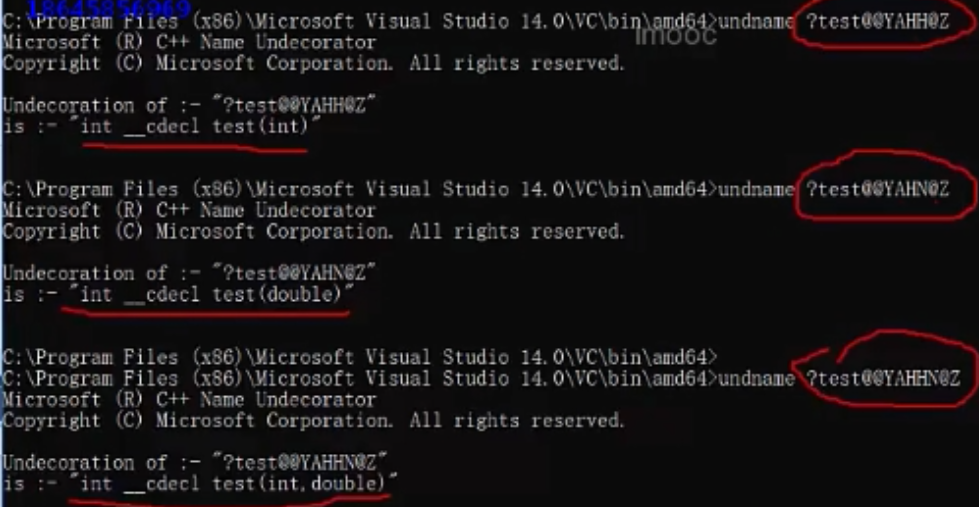 18645856969
C:\Program Files (x86)\Microsoft Visual Studio 14.0\VC\bin\amd64>undname ?test@@YAHH@Z
imooc
Microsoft (R) C++ Name Undecorator
Copyright (C) Microsoft Corporation. All rights reserved.
Undecoration of :- "?test@@YAHH@Z"
is :- "int __cdecl test(int)"
C:\Program Files (x86)\Microsoft Visual Studio 14.0\VC\bin\amd64>undname ?test@@YAHN@Z
Microsoft (R) C++ Name Undecorator
Copyright (C) Microsoft Corporation. All rights reserved.
Undecoration of :- "?test@@YAHN@Z"
is :- "int __cdecl test(double)"
C:\Program Files (x86)\Microsoft Visual Studio 14.0\VC\bin\amd64>
C:\Program Files (x86)\Microsoft Visual Studio 14.0\VC\bin\amd64>undname ?test@@YAHHN@Z
Microsoft (R) C++ Name Undecorator
Copyright (C) Microsoft Corporation. All rights reserved.
Undecoration of :- "?test@@YAHHN@Z"
is :- "int __cdecl test(int,double)"